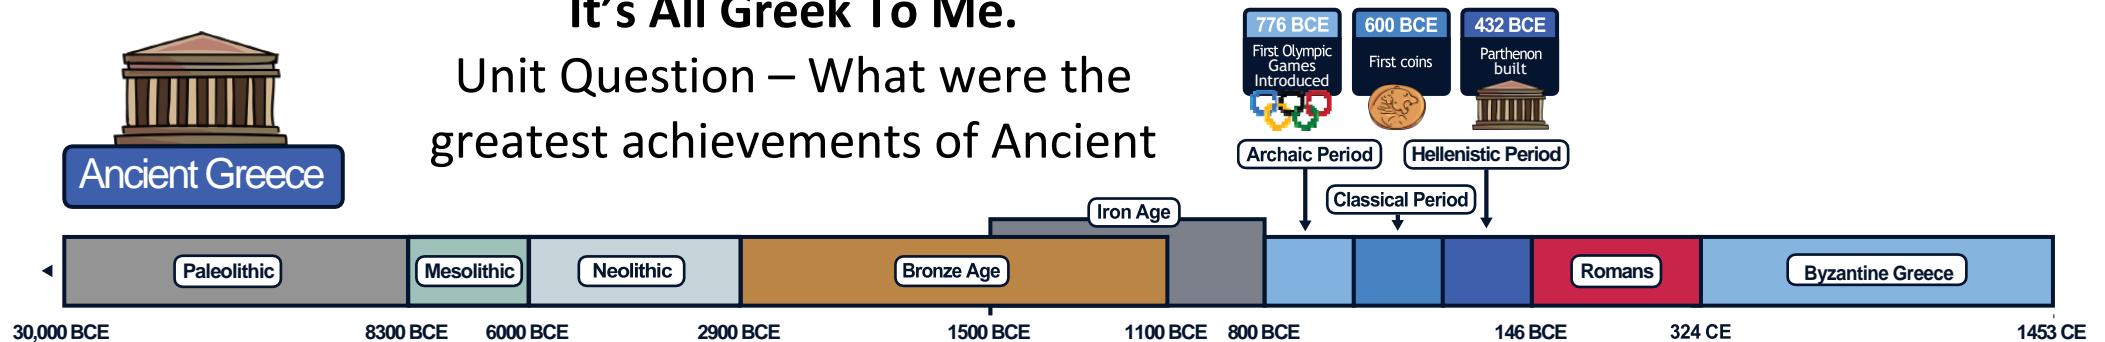 It's All Greek To Me.
Unit Question – What were the
greatest achievements of Ancient
Ancient Greece
776 BCE
First Olympic
Games
Introduced
600 BCE
First coins
432 BCE
Parthenon
built
Archaic Period
Hellenistic Period
Classical Period
Iron Age
Paleolithic
Mesolithic
Neolithic
Bronze Age
Romans
Byzantine Greece
30,000 BCE
8300 BCE
6000 BCE
2900 BCE
1500 BCE
1100 BCE
800 BCE
146 BCE
324 CE
1453 CE